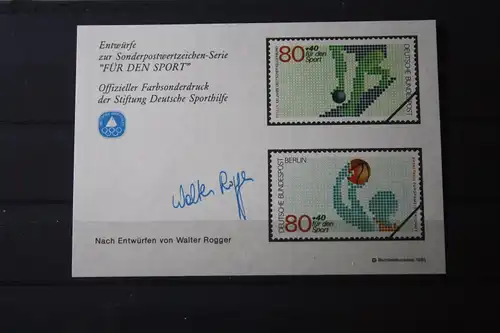 Entwürfe
zur Sonderpostwertzeichen-Serie
"FÜR DEN SPORT"
Offizieller Farbsonderdruck
der Stiftung Deutsche Sporthilfe
Walter Rogger
Nach Entwürfen von Walter Rogger
80 +40
für den
Sport
DEUTSCHE BUNDESPOST
BERLIN
DEUTSCHE BUNDESPOST
80 +40
für den
Sport